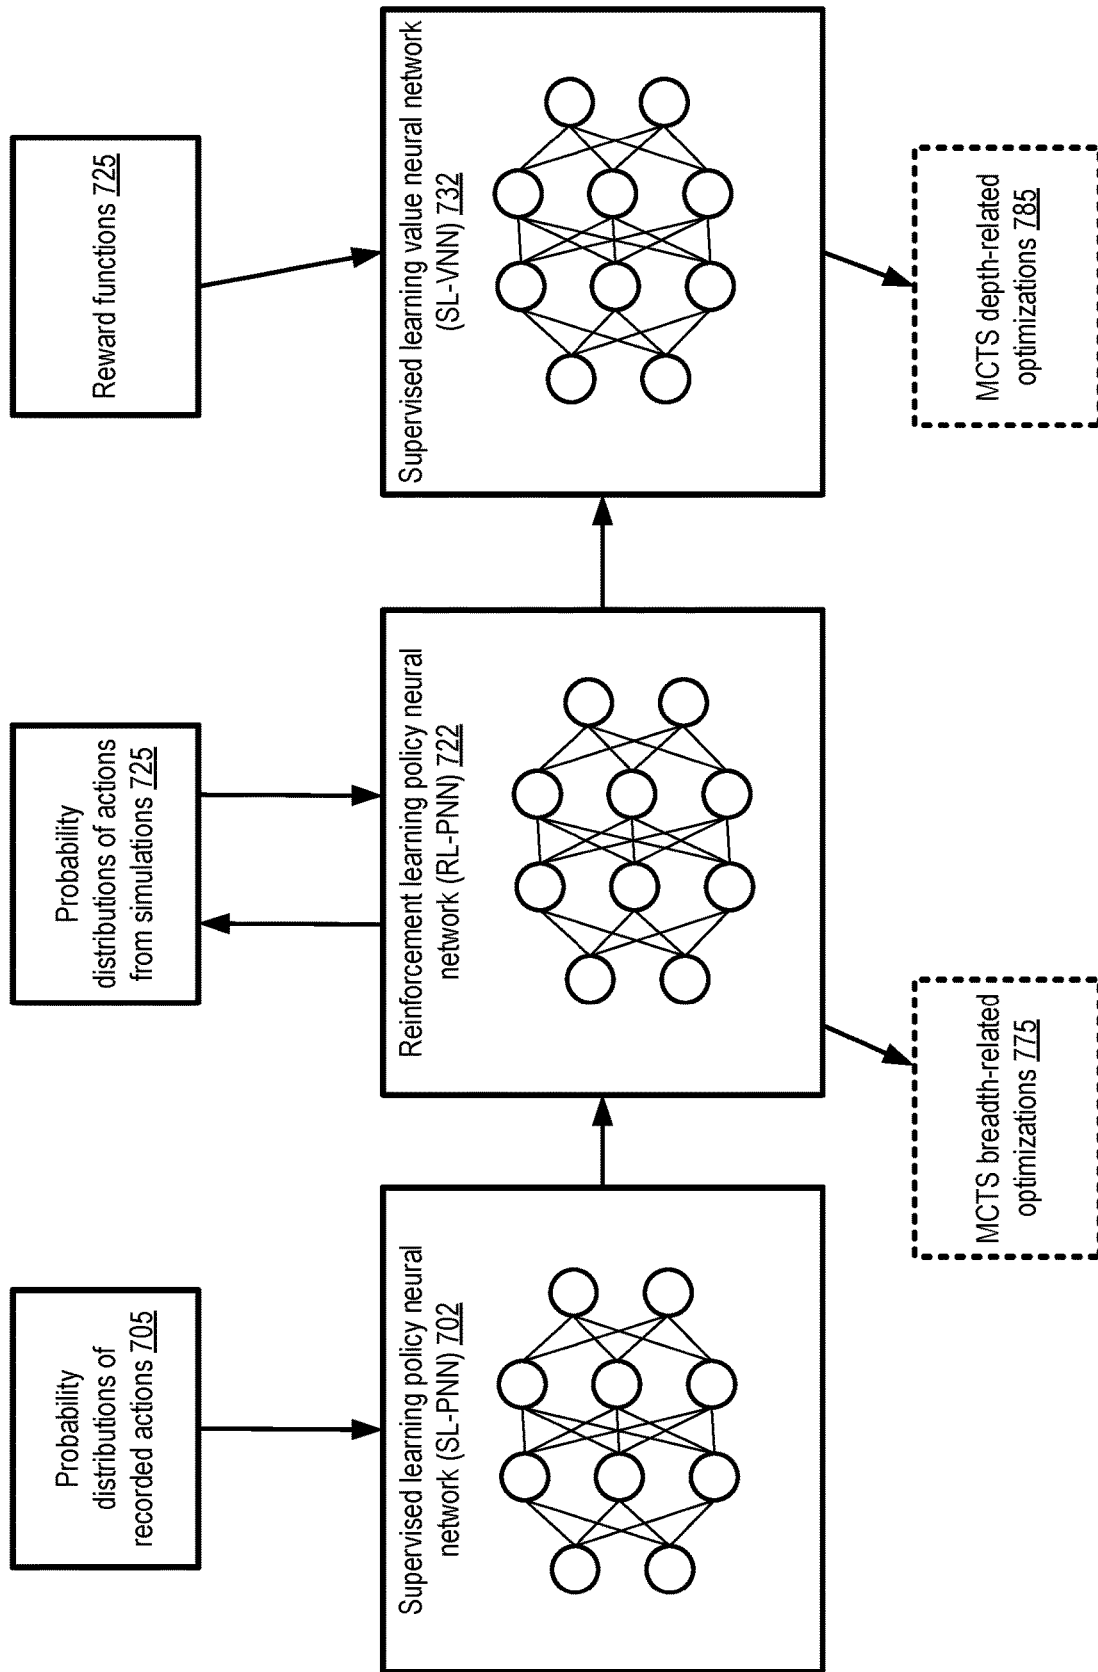 Probability
distributions of
recorded actions 705
Probability
distributions of actions
from simulations 725
Reward functions 725
Supervised learning policy neural
network (SL-PNN) 702
Reinforcement learning policy neural
network (RL-PNN) 722
Supervised learning value neural network
(SL-VNN) 732
MCTS breadth-related
optimizations 775
MCTS depth-related
optimizations 785